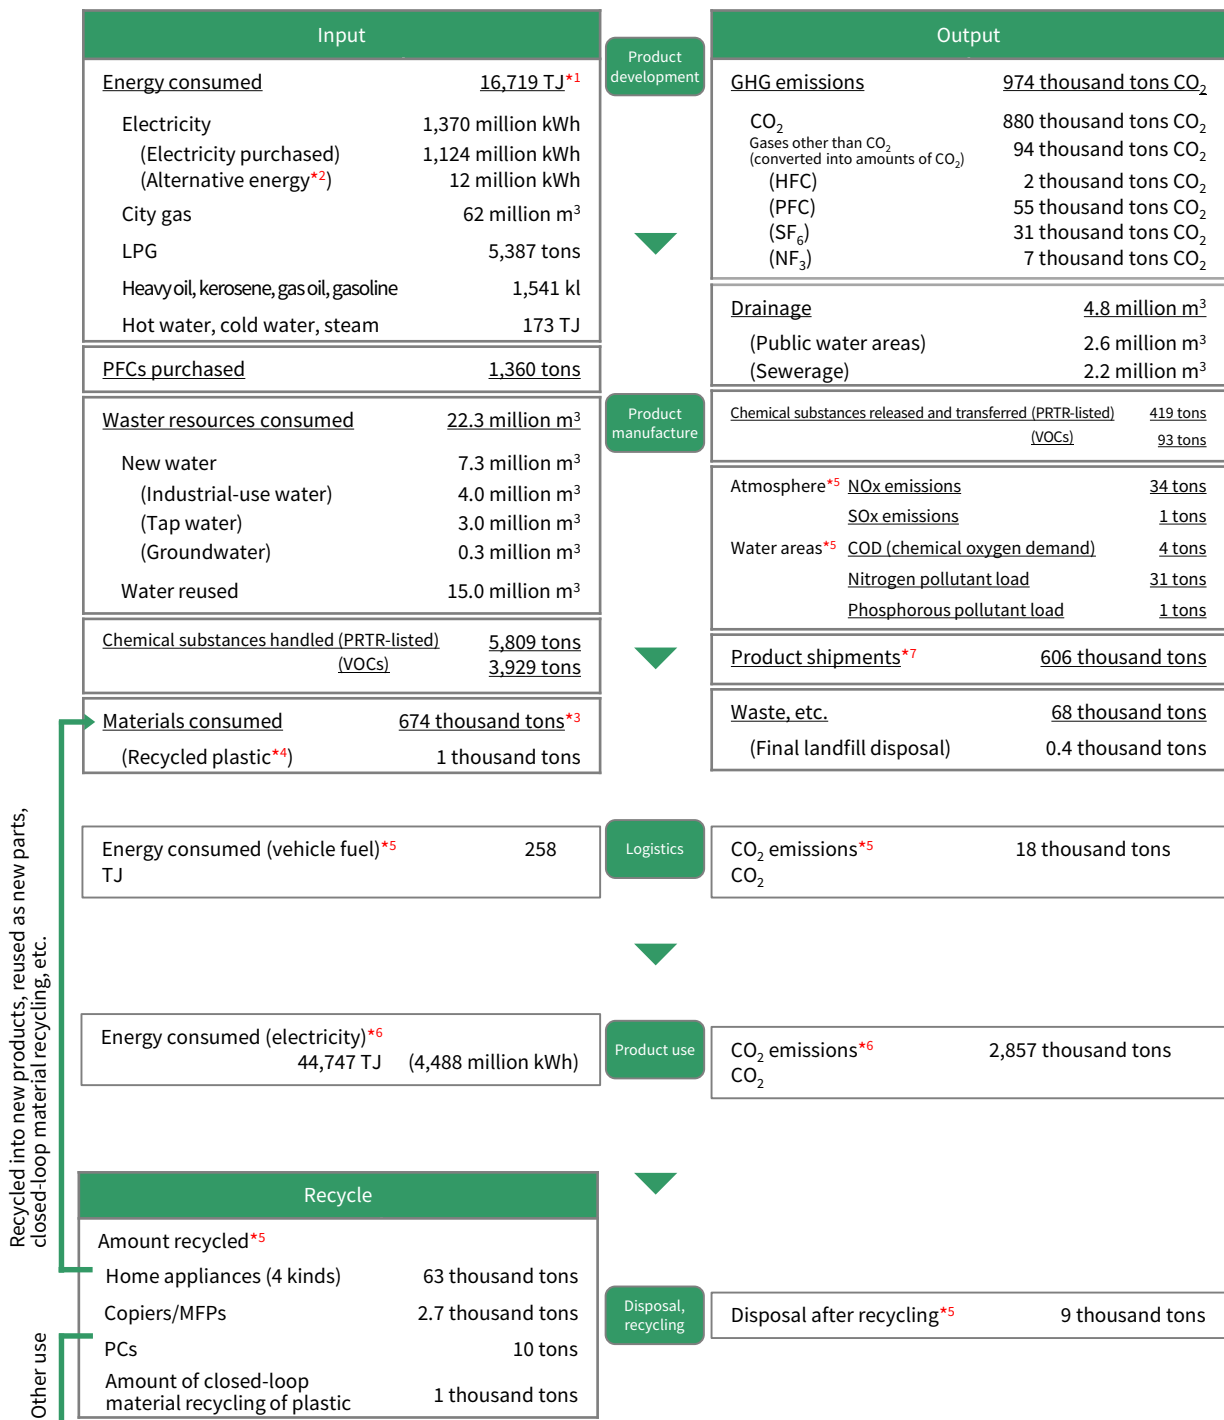 Input
Energy consumed 16,719 TJ*1
Electricity 1,370 million kWh
(Electricity purchased) 1,124 million kWh
(Alternative energy*2) 12 million kWh
City gas 62 million m³
LPG 5,387 tons
Heavy oil, kerosene, gas oil, gasoline 1,541 kl
Hot water, cold water, steam 173 TJ
PFCs purchased 1,360 tons
Waster resources consumed 22.3 million m³
New water 7.3 million m³
(Industrial-use water) 4.0 million m³
(Tap water) 3.0 million m³
(Groundwater) 0.3 million m³
Water reused 15.0 million m³
Chemical substances handled (PRTR-listed) 5,809 tons
(VOCs) 3,929 tons
Materials consumed 674 thousand tons*3
(Recycled plastic*4) 1 thousand tons
Product
development
Product
manufacture
Output
GHG emissions 974 thousand tons CO₂
CO₂ 880 thousand tons CO₂
Gases other than CO₂
(converted into amounts of CO₂) 94 thousand tons CO₂
(HFC) 2 thousand tons CO₂
(PFC) 55 thousand tons CO₂
(SF₆) 31 thousand tons CO₂
(NF₃) 7 thousand tons CO₂
Drainage 4.8 million m³
(Public water areas) 2.6 million m³
(Sewerage) 2.2 million m³
Chemical substances released and transferred (PRTR-listed) 419 tons
(VOCs) 93 tons
Atmosphere*5 NOx emissions 34 tons
SOx emissions 1 tons
Water areas*5 COD (chemical oxygen demand) 4 tons
Nitrogen pollutant load 31 tons
Phosphorous pollutant load 1 tons
Product shipments*7 606 thousand tons
Waste, etc. 68 thousand tons
(Final landfill disposal) 0.4 thousand tons
Energy consumed (vehicle fuel)*5 258
TJ
Logistics
CO₂ emissions*5 18 thousand tons
CO₂
Energy consumed (electricity)*6
44,747 TJ (4,488 million kWh)
Product use
CO₂ emissions*6 2,857 thousand tons
CO₂
Recycled into new products, reused as new parts,
closed-loop material recycling, etc.
Other use
Recycle
Amount recycled*5
Home appliances (4 kinds) 63 thousand tons
Copiers/MFPs 2.7 thousand tons
PCs 10 tons
Amount of closed-loop
material recycling of plastic 1 thousand tons
Disposal,
recycling
Disposal after recycling*5 9 thousand tons